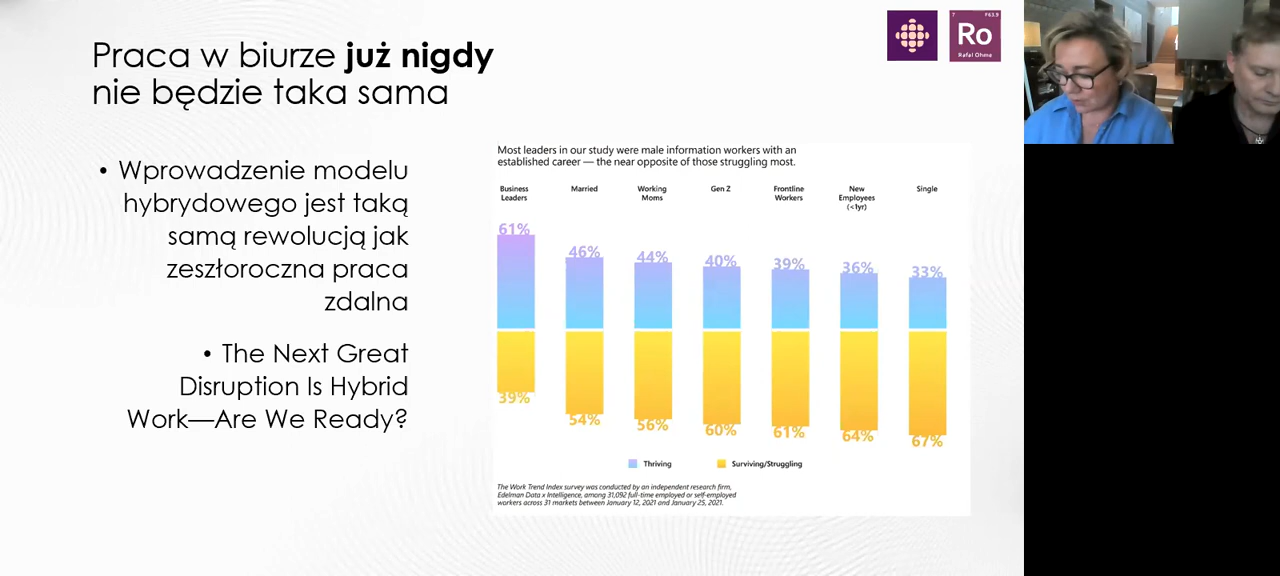 Praca w biurze już nigdy
nie będzie taka sama
7 F63,9
Ro
Rafal Ohme
• Wprowadzenie modelu
hybrydowego jest taką
samą rewolucją jak
zeszłoroczna praca
zdalna
• The Next Great
Disruption Is Hybrid
Work—Are We Ready?
Most leaders in our study were male information workers with an
established career — the near opposite of those struggling most.
Business Leaders
Married
Working Moms
Gen Z
Frontline Workers
New Employees (<1yr)
Single
61% 46% 44% 40% 39% 36% 33%
39% 54% 56% 60% 61% 64% 67%
Thriving Surviving/Struggling
The Work Trend Index survey was conducted by an independent research firm,
Edelman Data x Intelligence, among 31,092 full-time employed or self-employed
workers across 31 markets between January 12, 2021 and January 25, 2021.